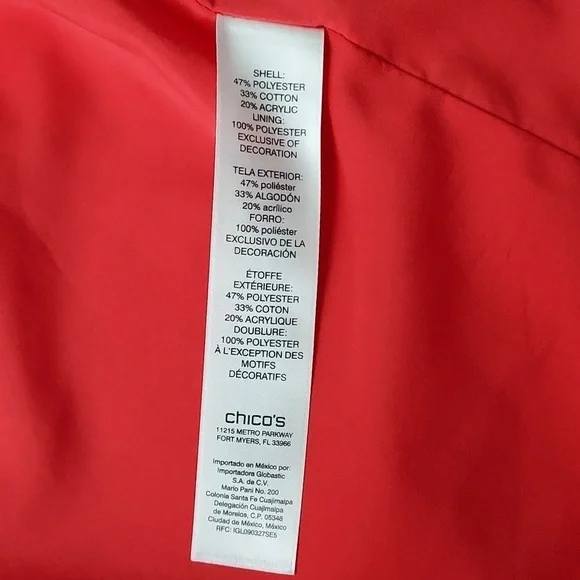 SHELL:
47% POLYESTER
33% COTTON
20% ACRYLIC
LINING:
100% POLYESTER
EXCLUSIVE OF
DECORATION
TELA EXTERIOR:
47% poliéster
33% ALGODÓN
20% acrílico
FORRO:
100% poliéster
EXCLUSIVO DE LA
DECORACIÓN
ÉTOFFE
EXTÉRIEURE:
47% POLYESTER
33% COTON
20% ACRYLIQUE
DOUBLURE:
100% POLYESTER
À L'EXCEPTION DES
MOTIFS
DÉCORATIFS
chico's
11215 METRO PARKWAY
FORT MYERS, FL 33966
Importado en México por:
Importadora Globastic
S.A. de C.V.
Mario Pani No. 200
Colonia Santa Fe Cuajimalpa
Delegación Cuajimalpa
de Morelos, C.P. 05348
Ciudad de México, México
RFC: IGL090327SE5